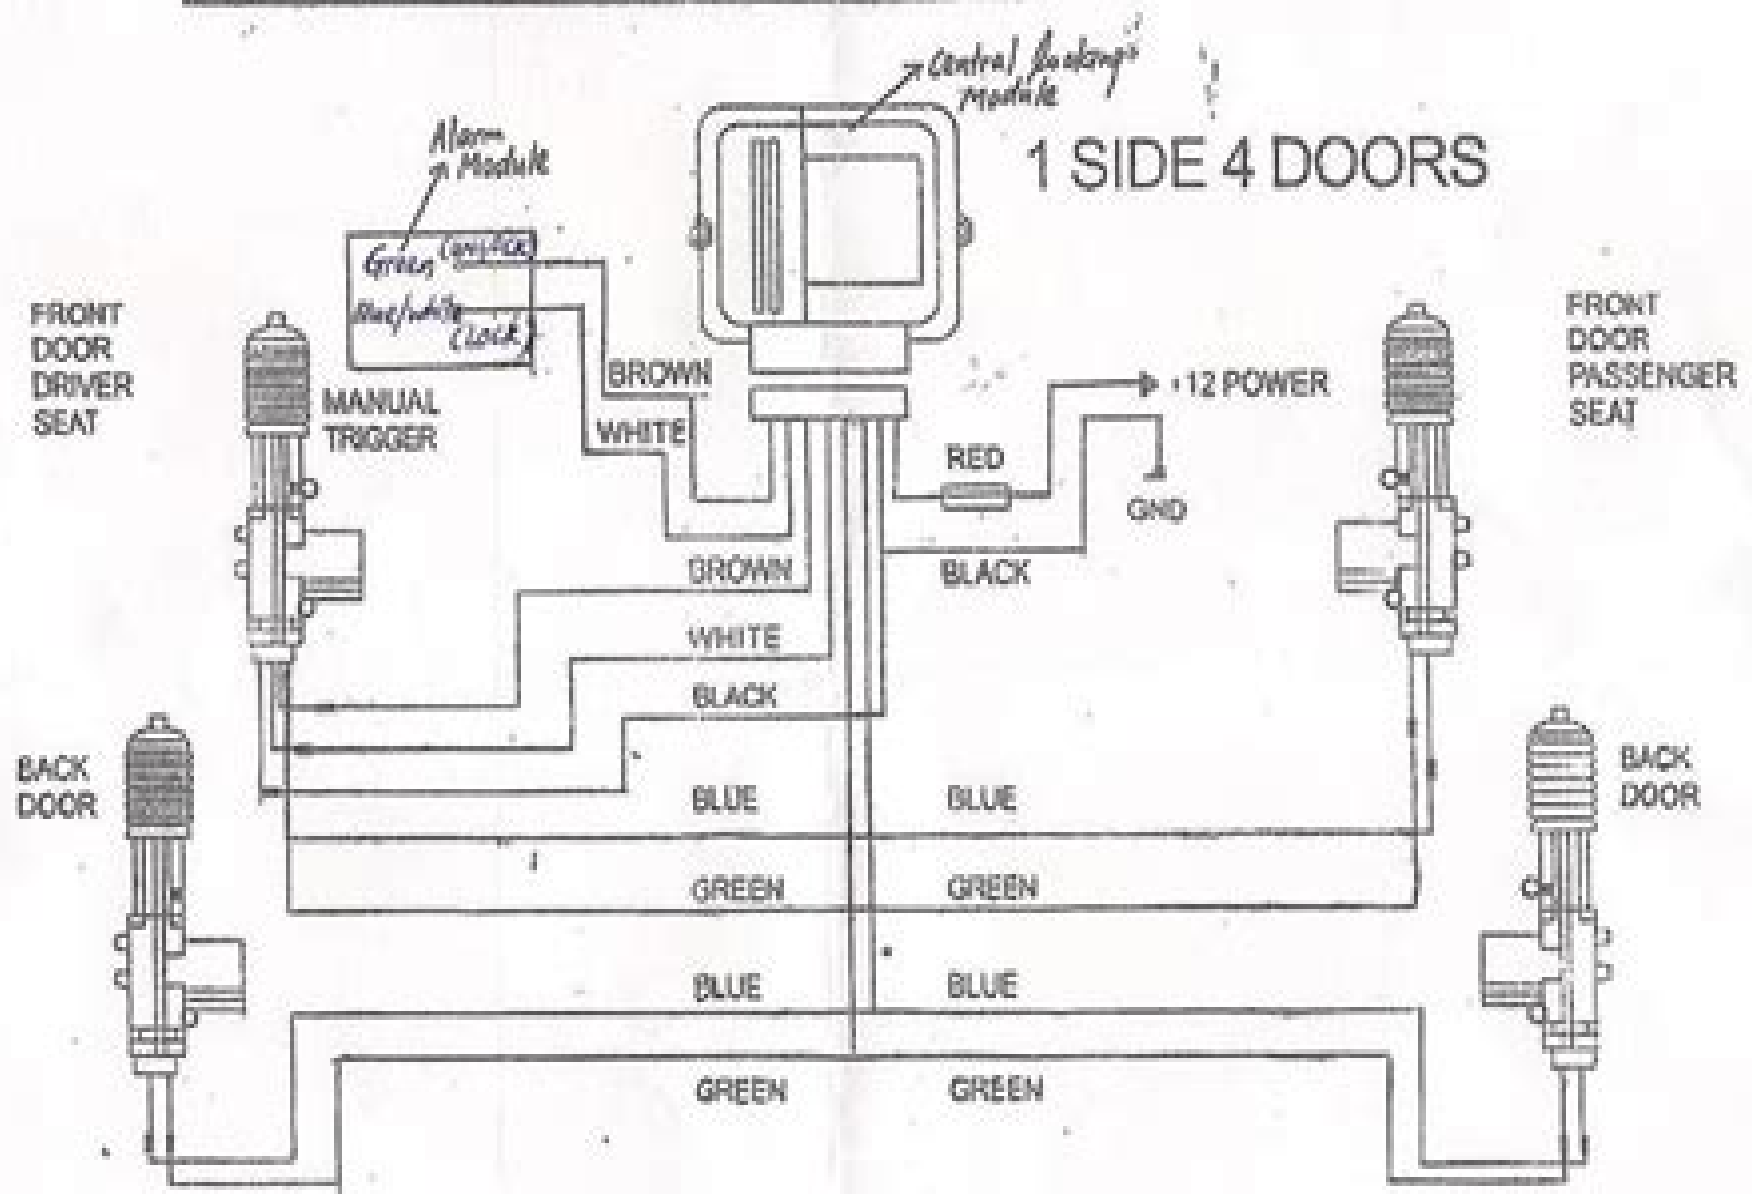 Central
Module
1 SIDE 4 DOORS
Alarm
Module
Green (UNLOCK)
Blue/white
(LOCK)
FRONT
DOOR
DRIVER
SEAT
MANUAL
TRIGGER
BROWN
WHITE
RED
+12 POWER
GND
FRONT
DOOR
PASSENGER
SEAT
BROWN
BLACK
WHITE
BLACK
BACK
DOOR
BLUE BLUE
BACK
DOOR
GREEN GREEN
BLUE BLUE
GREEN GREEN